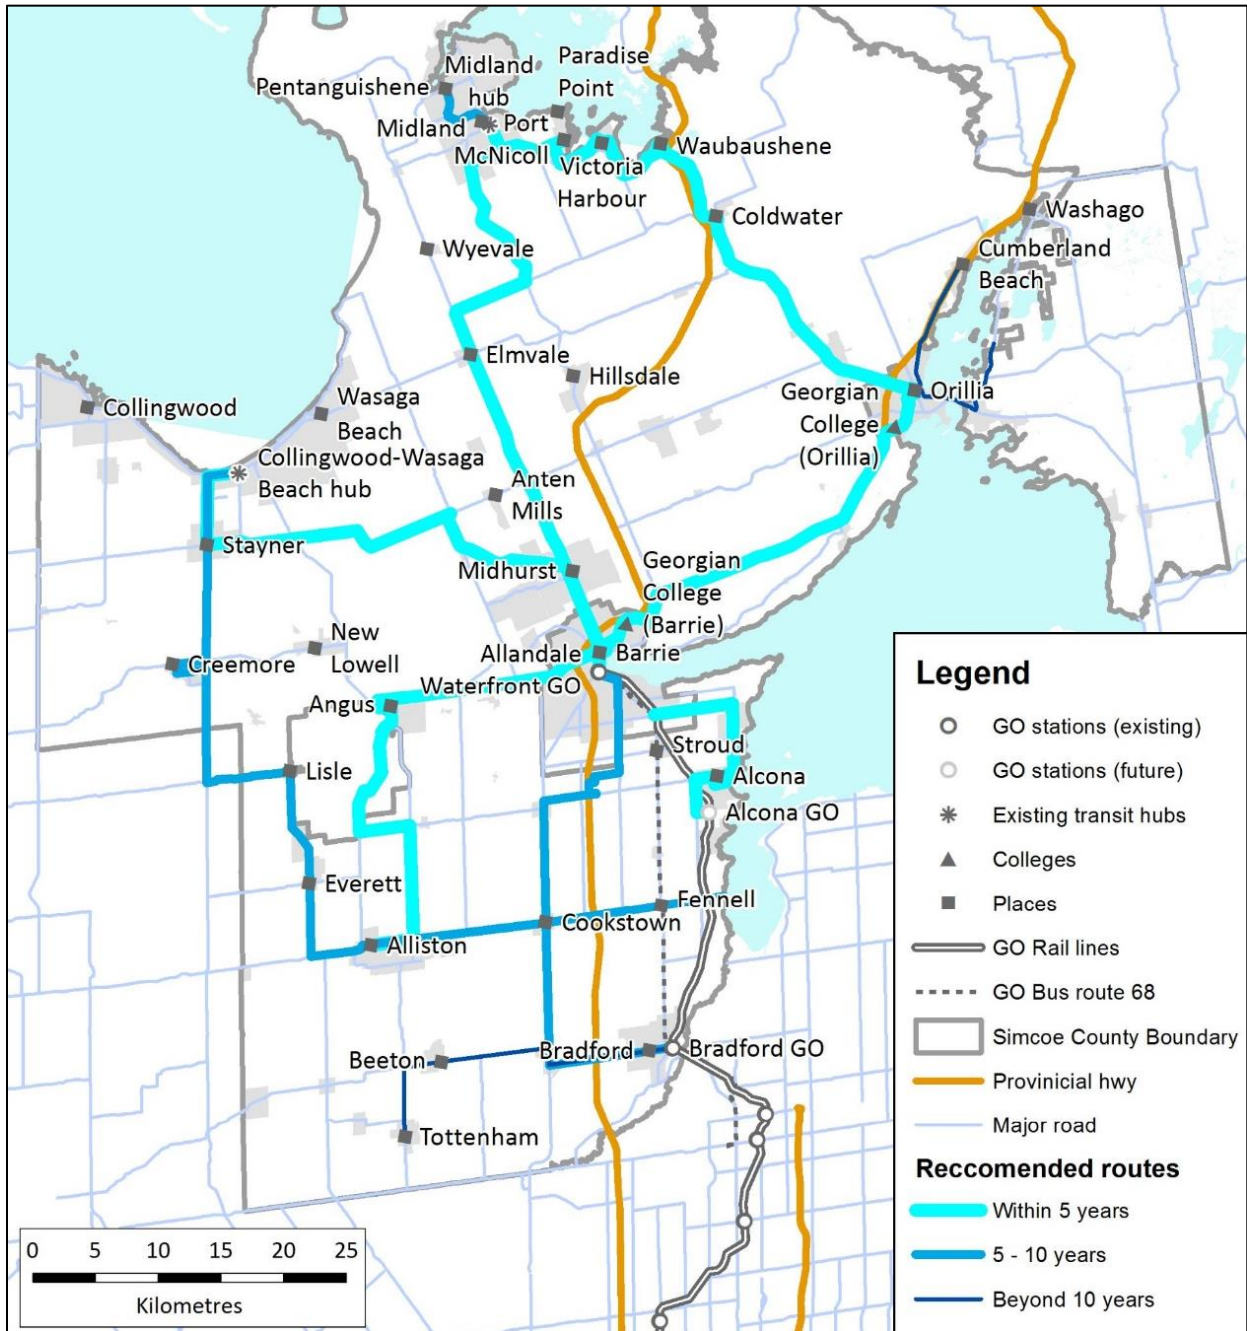 Paradise
Point
Midland
hub
Pentanguishene
Midland
Port
McNicoll
Victoria
Harbour
Waubaushene
Coldwater
Washago
Cumberland
Beach
Wyevale
Elmvale
Hillsdale
Georgian
College
(Orillia)
Orillia
Collingwood
Wasaga
Beach
Collingwood-Wasaga
Beach hub
Anten
Mills
Stayner
Midhurst
Georgian
College
(Barrie)
New
Lowell
Creemore
Allandale
Waterfront GO
Barrie
Angus
Stroud
Lisle
Alcona
Alcona GO
Everett
Fennell
Cookstown
Alliston
Beeton
Bradford
Bradford GO
Tottenham
0 5 10 15 20 25
Kilometres
Legend
GO stations (existing)
GO stations (future)
Existing transit hubs
Colleges
Places
GO Rail lines
GO Bus route 68
Simcoe County Boundary
Provinicial hwy
Major road
Reccomended routes
Within 5 years
5 - 10 years
Beyond 10 years